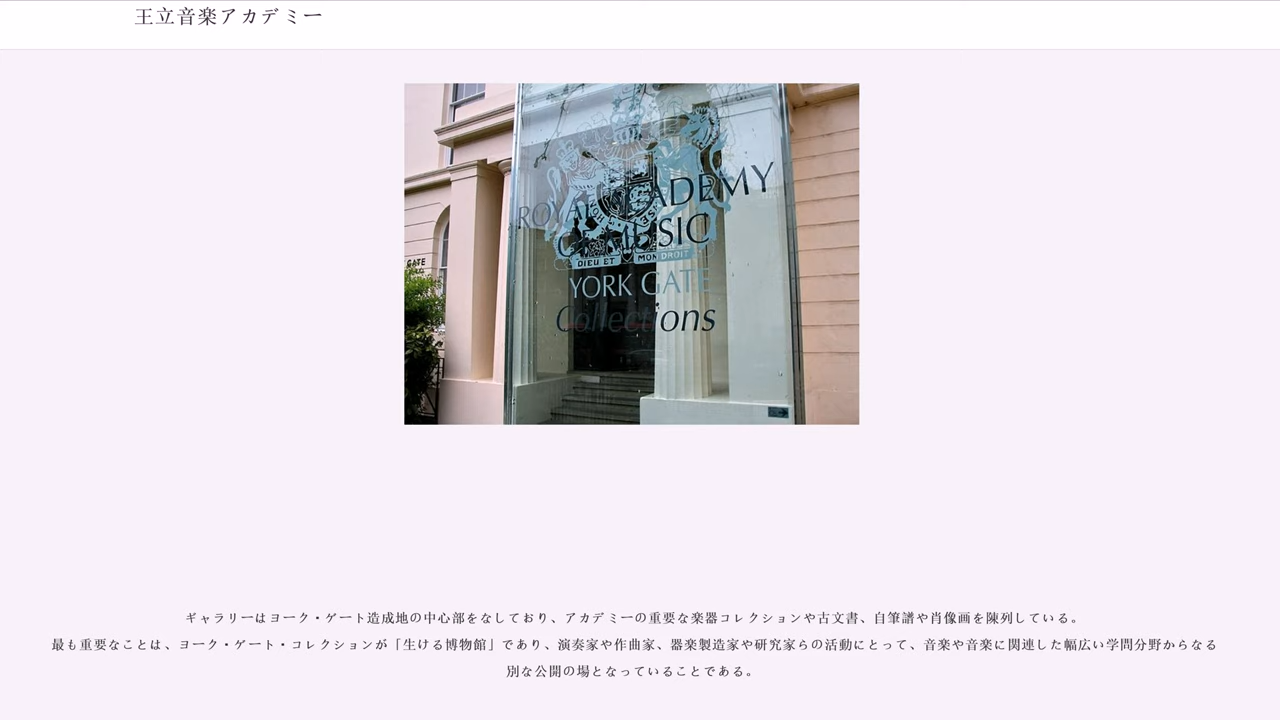 王立音楽アカデミー
ROYAL ACADEMY
OF MUSIC
DIEU ET MON DROIT
YORK GATE
Collections
GATE
ギャラリーはヨーク・ゲート造成地の中心部をなしており、アカデミーの重要な楽器コレクションや古文書、自筆譜や肖像画を陳列している。
最も重要なことは、ヨーク・ゲート・コレクションが「生ける博物館」であり、演奏家や作曲家、器楽製造家や研究家らの活動にとって、音楽や音楽に関連した幅広い学問分野からなる
別な公開の場となっていることである。